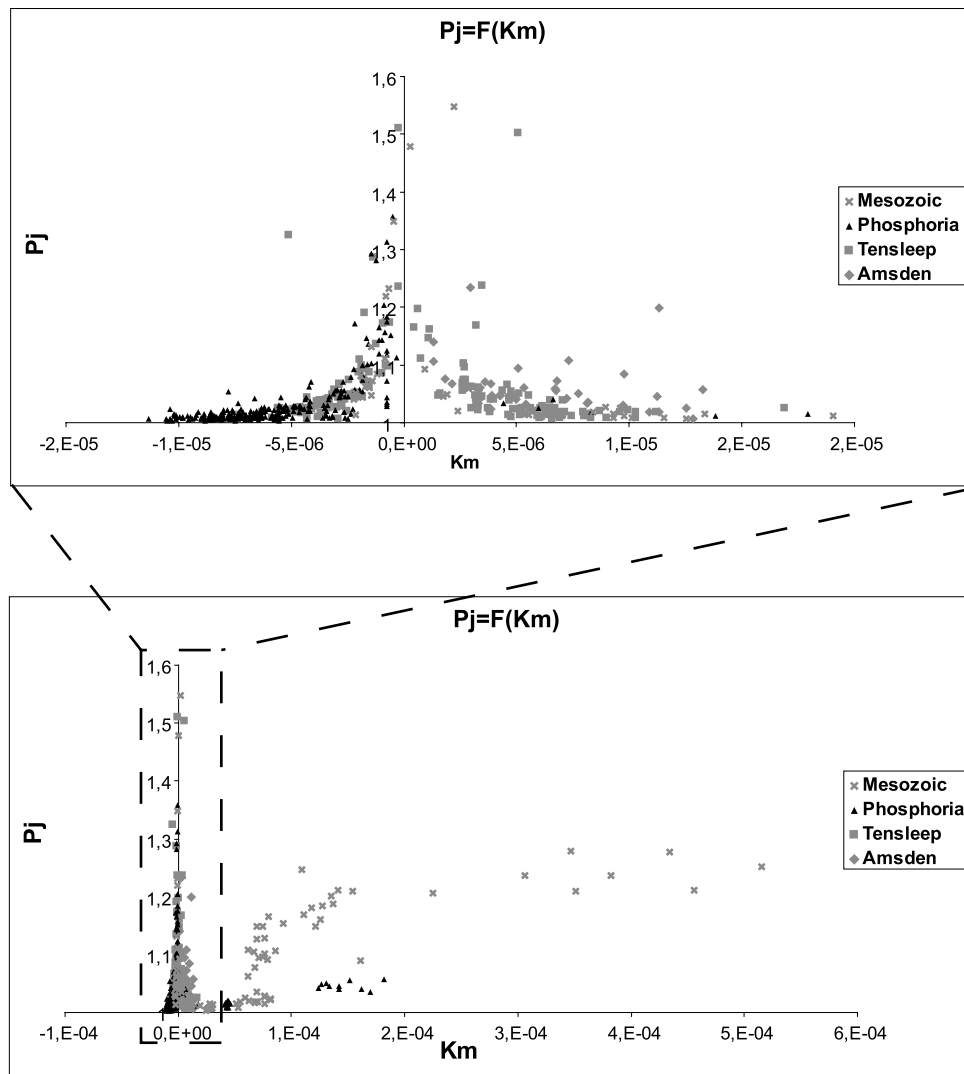 Pj=F(Km)
1,6
1,5
1,4
1,3
1,2
1,1
1
-2,E-05 -1,E-05 -5,E-06 0,E+00 5,E-06 1,E-05 2,E-05 2,E-05
Km
Pj
Mesozoic
Phosphoria
Tensleep
Amsden
Pj=F(Km)
1,6
1,5
1,4
1,3
1,2
1,1
1
-1,E-04 0,E+00 1,E-04 2,E-04 3,E-04 4,E-04 5,E-04 6,E-04
Km
Pj
Mesozoic
Phosphoria
Tensleep
Amsden